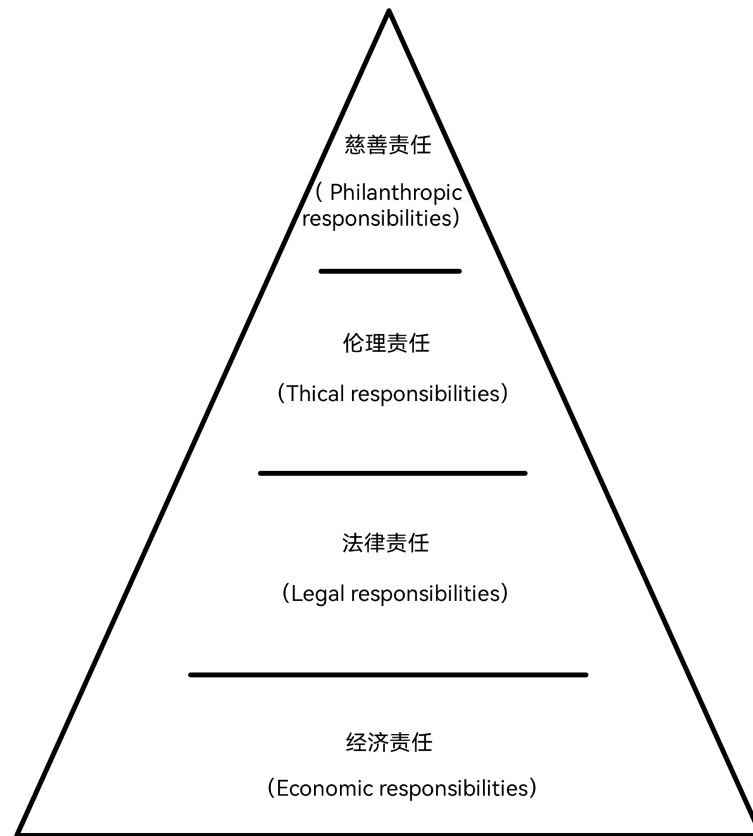 慈善责任
（ Philanthropic
responsibilities）
伦理责任
（Thical responsibilities）
法律责任
（Legal responsibilities）
经济责任
（Economic responsibilities）